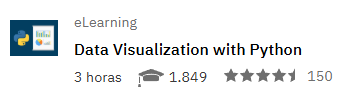 eLearning
Data Visualization with Python
3 horas 1.849 150